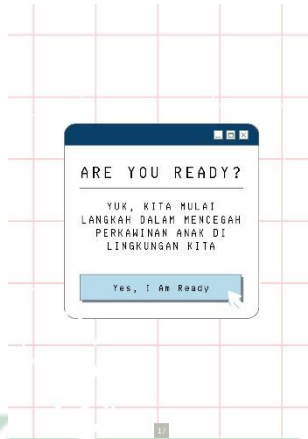 ARE YOU READY?
YUK, KITA MULAI
LANGKAH DALAM MENCEGAH
PERKAWINAN ANAK DI
LINGKUNGAN KITA
Yes, I Am Ready
17